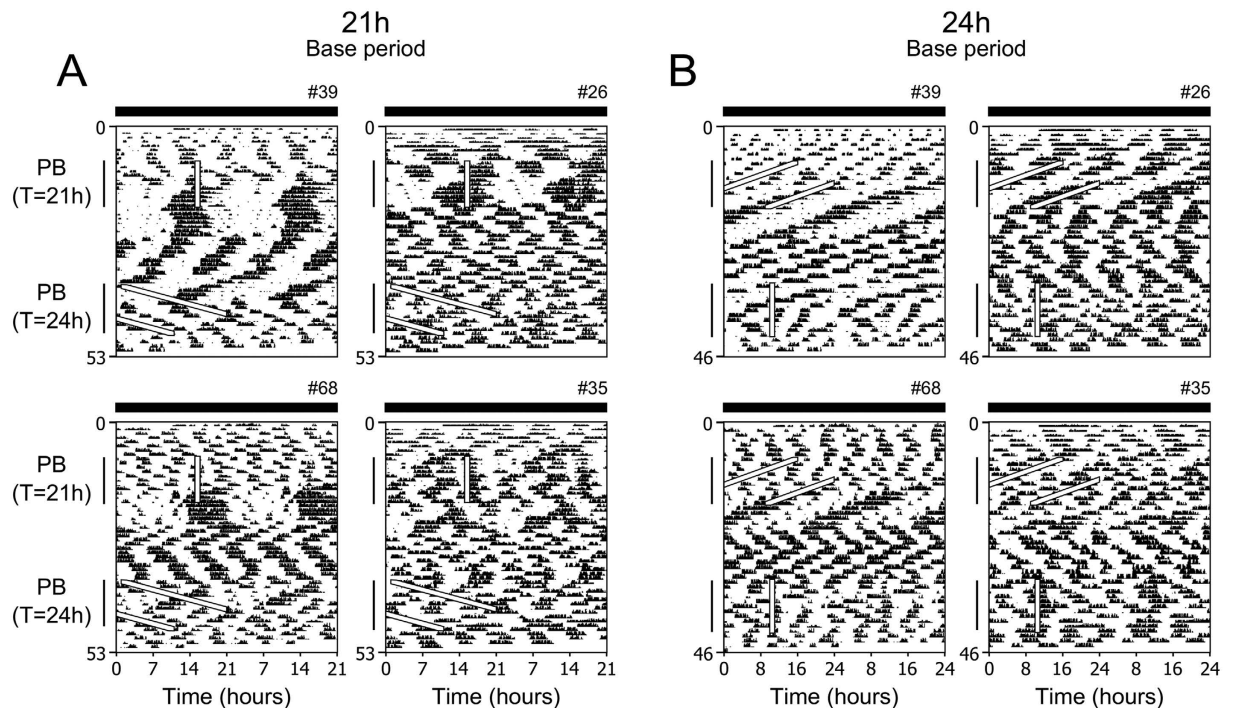 21h
Base period
24h
Base period
A
B
#39
#26
#39
#26
0
0
0
0
PB
(T=21h)
PB
(T=24h)
53
53
46
46
#68
#35
#68
#35
0
0
0
0
PB
(T=21h)
PB
(T=24h)
53
53
46
46
0 7 14 21 7 14 21
0 7 14 21 7 14 21
0 8 16 24 8 16 24
0 8 16 24 8 16 24
Time (hours)
Time (hours)
Time (hours)
Time (hours)